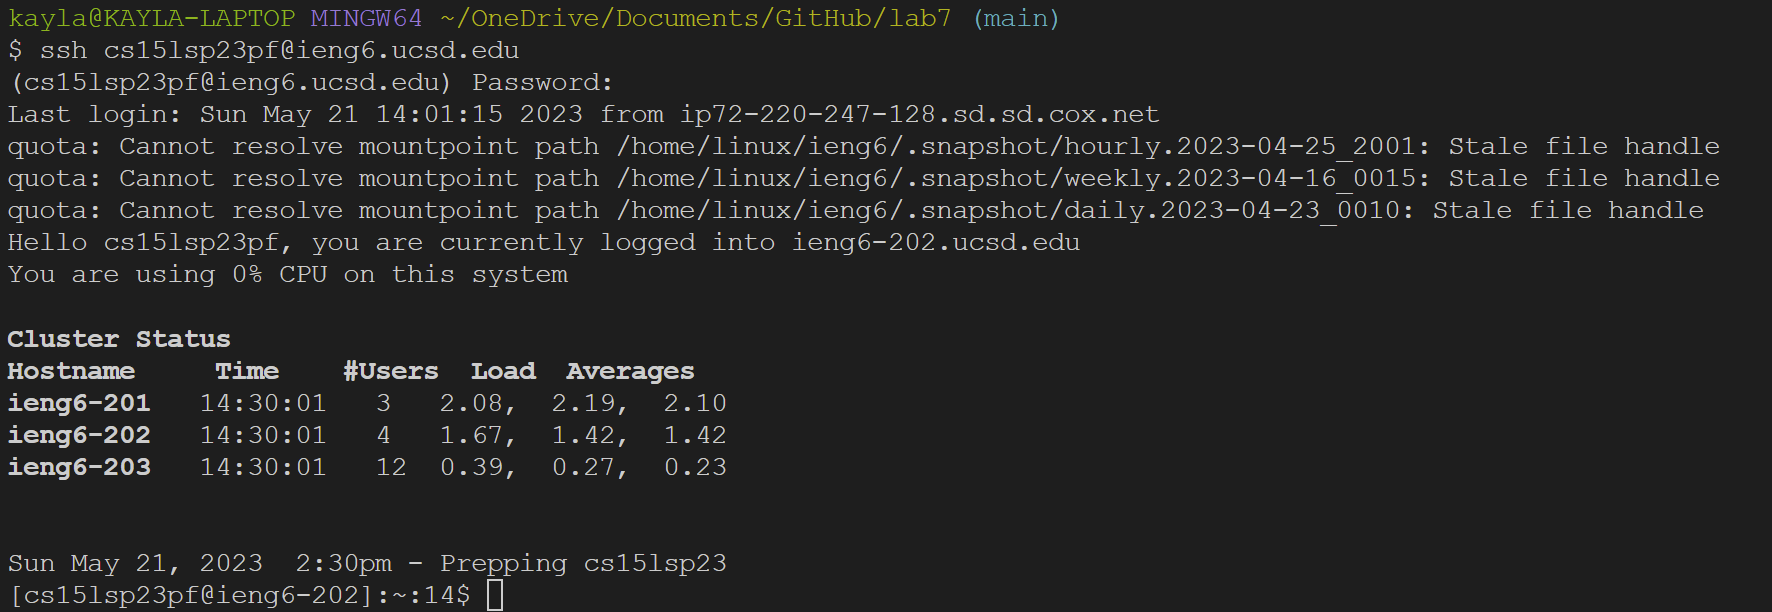 kayla@KAYLA-LAPTOP MINGW64 ~/OneDrive/Documents/GitHub/lab7 (main)
$ ssh cs15lsp23pf@ieng6.ucsd.edu
(cs15lsp23pf@ieng6.ucsd.edu) Password:
Last login: Sun May 21 14:01:15 2023 from ip72-220-247-128.sd.sd.cox.net
quota: Cannot resolve mountpoint path /home/linux/ieng6/.snapshot/hourly.2023-04-25_2001: Stale file handle
quota: Cannot resolve mountpoint path /home/linux/ieng6/.snapshot/weekly.2023-04-16_0015: Stale file handle
quota: Cannot resolve mountpoint path /home/linux/ieng6/.snapshot/daily.2023-04-23_0010: Stale file handle
Hello cs15lsp23pf, you are currently logged into ieng6-202.ucsd.edu
You are using 0% CPU on this system
Cluster Status
Hostname     Time    #Users  Load  Averages
ieng6-201   14:30:01   3   2.08,  2.19,  2.10
ieng6-202   14:30:01   4   1.67,  1.42,  1.42
ieng6-203   14:30:01   12  0.39,  0.27,  0.23
Sun May 21, 2023  2:30pm - Prepping cs15lsp23
[cs15lsp23pf@ieng6-202]:~:14$